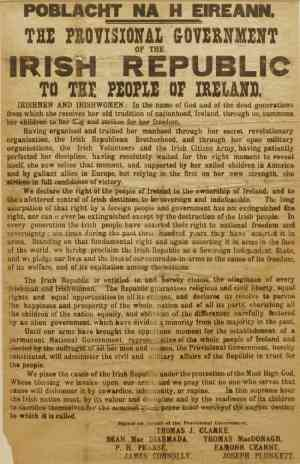 POBLACHT NA H EIREANN.
THE PROVISIONAL GOVERNMENT
OF THE
IRISH REPUBLIC
TO THE PEOPLE OF IRELAND.
IRISHMEN AND IRISHWOMEN: In the name of God and of the dead generations
from which she receives her old tradition of nationhood, Ireland, through us, summons
her children to her flag and strikes for her freedom.
Having organised and trained her manhood through her secret revolutionary
organisation, the Irish Republican Brotherhood, and through her open military
organisations, the Irish Volunteers and the Irish Citizen Army, having patiently
perfected her discipline, having resolutely waited for the right moment to reveal
itself, she now seizes that moment, and, supported by her exiled children in America
and by gallant allies in Europe, but relying in the first on her own strength, she
strikes in full confidence of victory.
We declare the right of the people of Ireland to the ownership of Ireland, and to
the unfettered control of Irish destinies, to be sovereign and indefeasible. The long
usurpation of that right by a foreign people and government has not extinguished the
right, nor can it ever be extinguished except by the destruction of the Irish people. In
every generation the Irish people have asserted their right to national freedom and
sovereignty; six times during the past three hundred years they have asserted it in
arms. Standing on that fundamental right and again asserting it in arms in the face
of the world, we hereby proclaim the Irish Republic as a Sovereign Independent State,
and we pledge our lives and the lives of our comrades-in-arms to the cause of its freedom,
of its welfare, and of its exaltation among the nations.
The Irish Republic is entitled to, and hereby claims, the allegiance of every
Irishman and Irishwoman. The Republic guarantees religious and civil liberty, equal
rights and equal opportunities to all its citizens, and declares its resolve to pursue
the happiness and prosperity of the whole nation and of all its parts, cherishing all
the children of the nation equally, and oblivious of the differences carefully fostered
by an alien government, which have divided a minority from the majority in the past.
Until our arms have brought the opportune moment for the establishment of a
permanent National Government, representative of the whole people of Ireland and
elected by the suffrages of all her men and women, the Provisional Government, hereby
constituted, will administer the civil and military affairs of the Republic in trust for
the people.
We place the cause of the Irish Republic under the protection of the Most High God,
Whose blessing we invoke upon our arms, and we pray that no one who serves that
cause will dishonour it by cowardice, inhumanity, or rapine. In this supreme hour
the Irish nation must, by its valour and discipline and by the readiness of its children
to sacrifice themselves for the common good, prove itself worthy of the august destiny
to which it is called.
Signed on Behalf of the Provisional Government,
THOMAS J. CLARKE,
SEAN Mac DIARMADA, THOMAS MacDONAGH,
P. H. PEARSE, EAMONN CEANNT,
JAMES CONNOLLY, JOSEPH PLUNKETT.